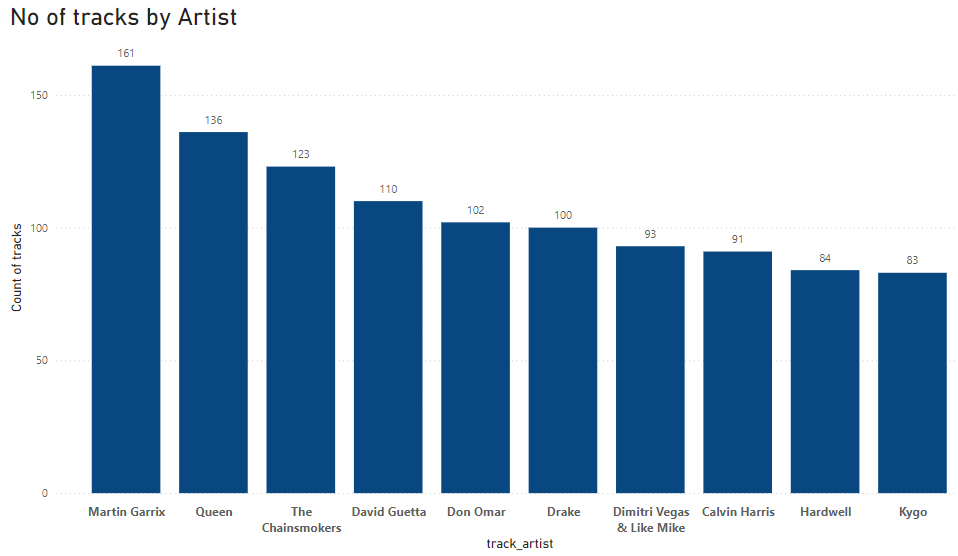 No of tracks by Artist
161
136
123
110
102
100
93
91
84
83
150
100
50
0
Count of tracks
Martin Garrix
Queen
The
Chainsmokers
David Guetta
Don Omar
Drake
Dimitri Vegas
& Like Mike
Calvin Harris
Hardwell
Kygo
track_artist